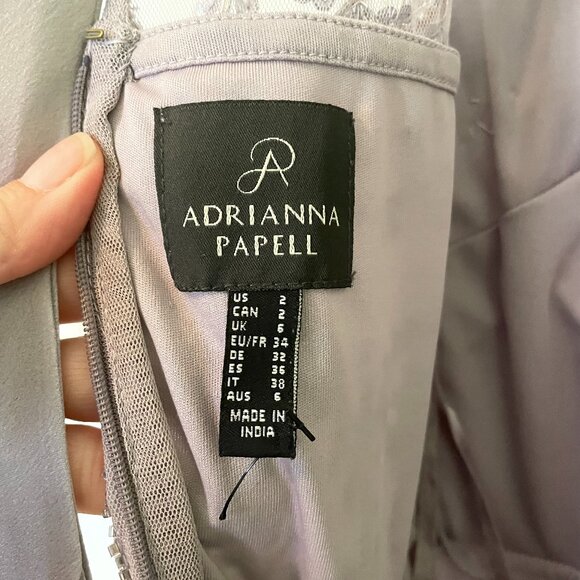 ADRIANNA
PAPELL
US 2
CAN 2
UK 6
EU/FR 34
DE 32
ES 36
IT 38
AUS 6
MADE IN
INDIA